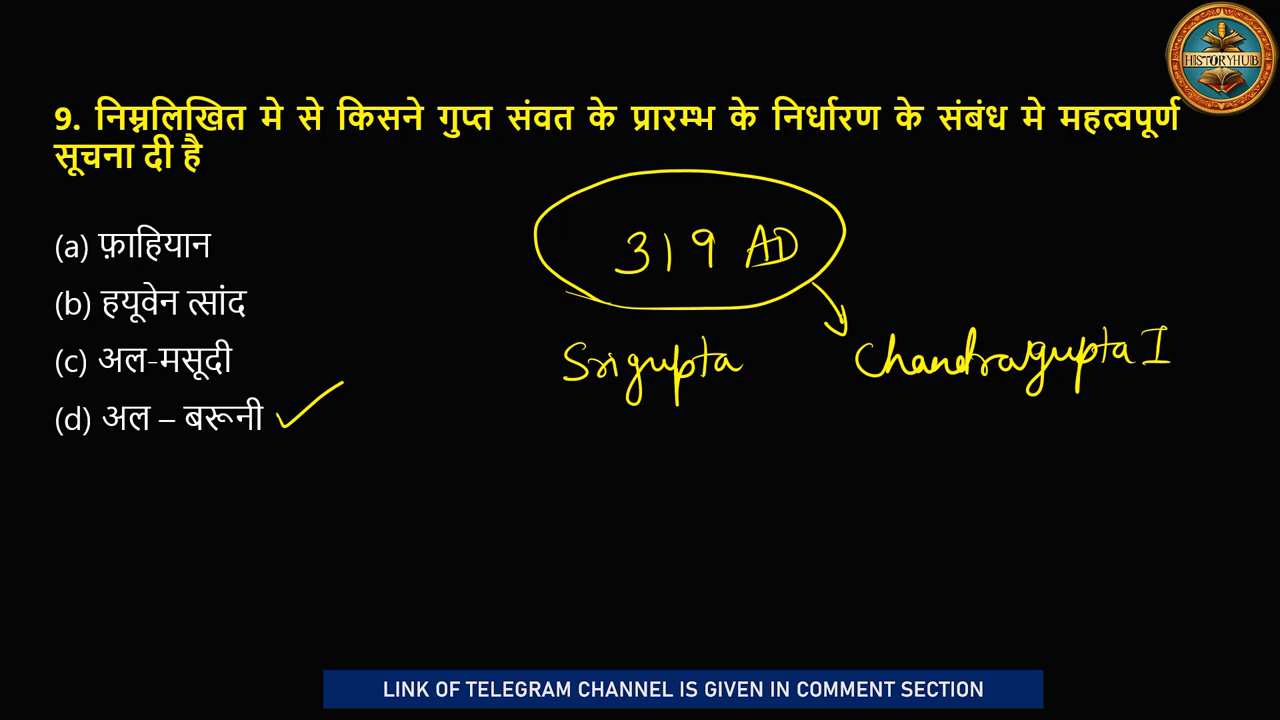 HISTORYHUB
9. निम्नलिखित मे से किसने गुप्त संवत के प्रारम्भ के निर्धारण के संबंध मे महत्वपूर्ण
सूचना दी है
319 AD
(a) फ़ाहियान
(b) हयूवेन त्सांद
Srigupta Chandragupta I
(c) अल-मसूदी
(d) अल – बरूनी
LINK OF TELEGRAM CHANNEL IS GIVEN IN COMMENT SECTION